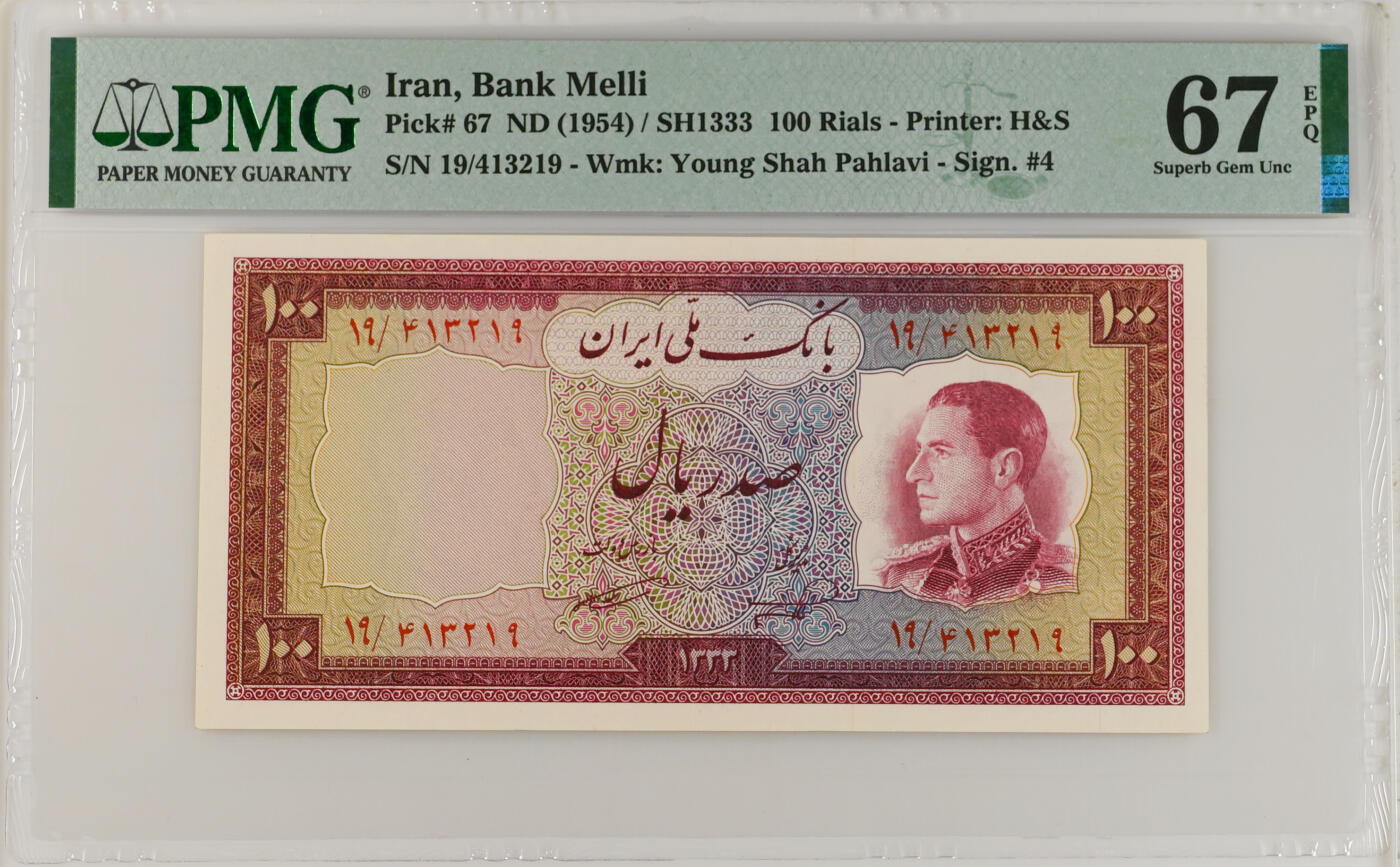 PMG®
PAPER MONEY GUARANTY
Iran, Bank Melli
Pick# 67 ND (1954) / SH1333 100 Rials - Printer: H&S
S/N 19/413219 - Wmk: Young Shah Pahlavi - Sign. #4
67
EPQ
Superb Gem Unc
۱۰۰
۱۰۰
۱۹/۴۱۳۲۱۹
بانک ملّی ایران
۱۹/۴۱۳۲۱۹
صد ریال
۱۹/۴۱۳۲۱۹
۱۹/۴۱۳۲۱۹
۱۰۰
۱۳۳۳
۱۰۰